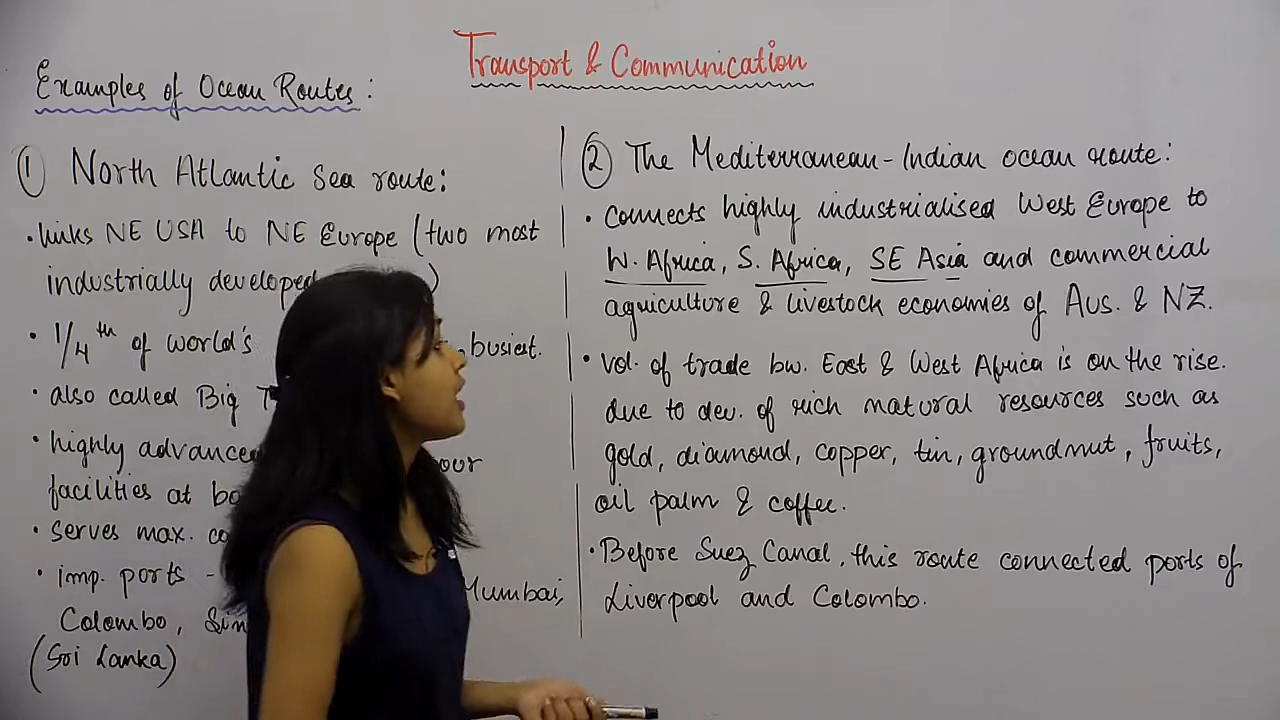 Transport & Communication
Examples of Ocean Routes:
① North Atlantic Sea route:
• links NE USA to NE Europe (two most
industrially developed )
• 1/4th of world's , busiest.
• also called Big
• highly advanced our
facilities at
• serves max.
• imp. ports - Mumbai,
Colombo,
(Sri Lanka)
② The Mediterranean-Indian ocean route:
• connects highly industrialised West Europe to
W. Africa, S. Africa, SE Asia and commercial
agriculture & livestock economies of Aus. & NZ.
• vol. of trade bw. East & West Africa is on the rise.
due to dev. of rich natural resources such as
gold, diamond, copper, tin, groundnut, fruits,
oil palm & coffee.
• Before Suez Canal, this route connected ports of
Liverpool and Colombo.